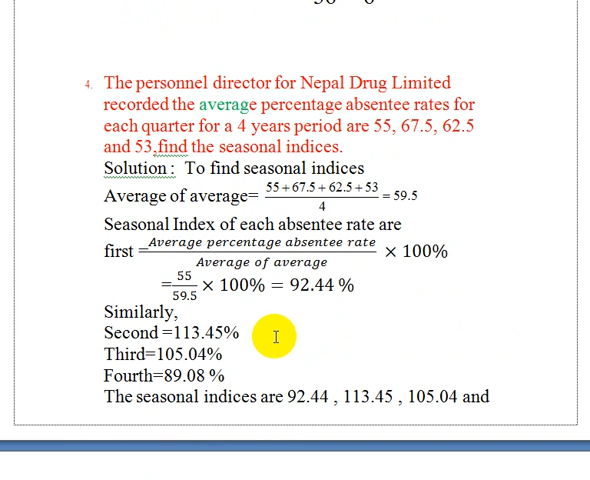 4. The personnel director for Nepal Drug Limited
recorded the average percentage absentee rates for
each quarter for a 4 years period are 55, 67.5, 62.5
and 53,find the seasonal indices.
Solution : To find seasonal indices
Average of average= \frac{55+67.5+62.5+53}{4} = 59.5
Seasonal Index of each absentee rate are
first = \frac{Average percentage absentee rate}{Average of average} × 100%
= \frac{55}{59.5} × 100% = 92.44 %
Similarly,
Second =113.45%
Third=105.04%
Fourth=89.08 %
The seasonal indices are 92.44 , 113.45 , 105.04 and